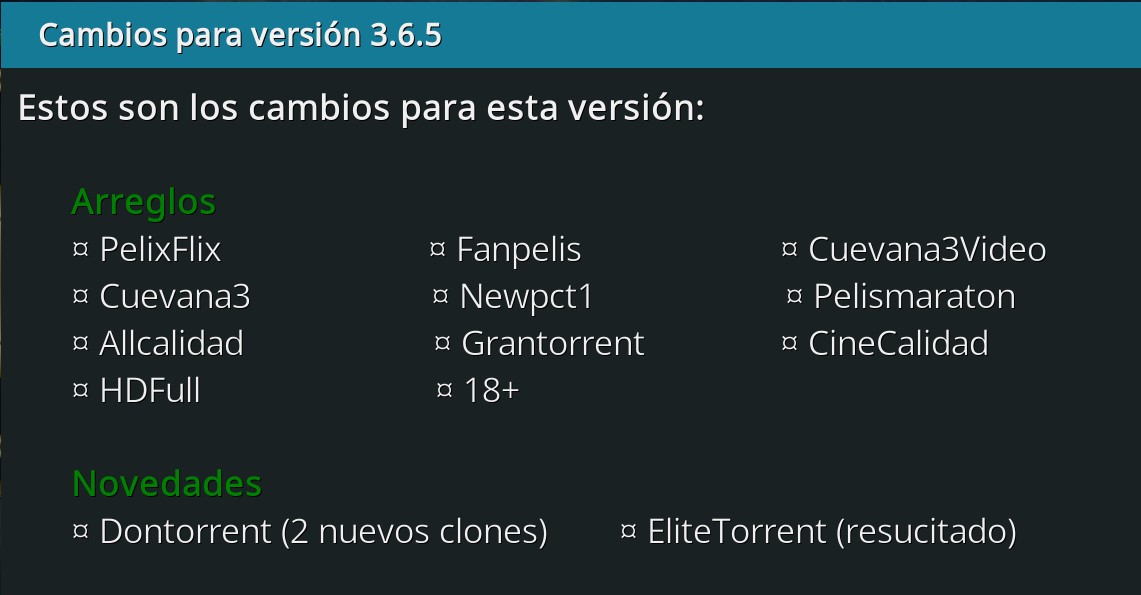 Cambios para versión 3.6.5
Estos son los cambios para esta versión:
Arreglos
¤ PelixFlix ¤ Fanpelis ¤ Cuevana3Video
¤ Cuevana3 ¤ Newpct1 ¤ Pelismaraton
¤ Allcalidad ¤ Grantorrent ¤ CineCalidad
¤ HDFull ¤ 18+
Novedades
¤ Dontorrent (2 nuevos clones) ¤ EliteTorrent (resucitado)